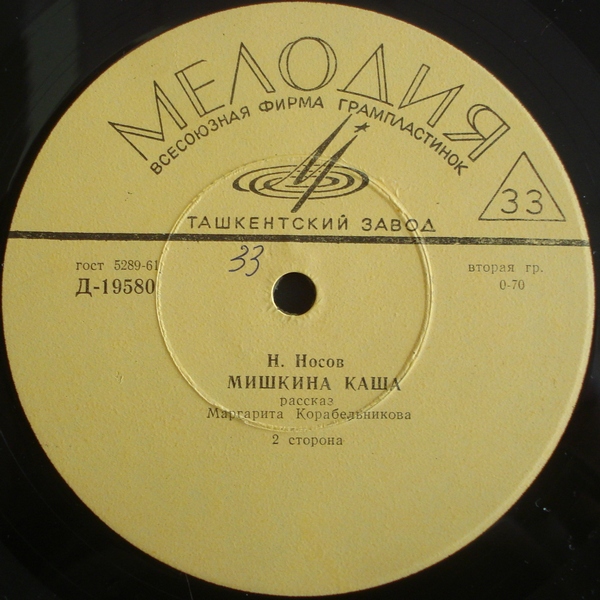 МЕЛОДИЯ
ВСЕСОЮЗНАЯ ФИРМА ГРАМПЛАСТИНОК
33
ТАШКЕНТСКИЙ ЗАВОД
33
гост 5289-61
Д-19580
вторая гр.
0-70
Н. Носов
МИШКИНА КАША
рассказ
Маргарита Корабельникова
2 сторона